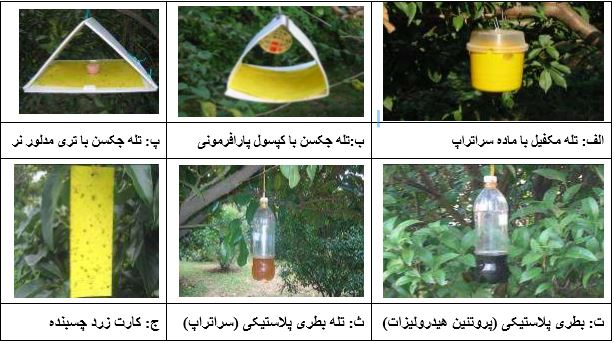 الف: تله مکفیل با ماده سراتراپ
ب:تله جکسن با کپسول پارافرمونی
پ: تله جکسن با تری مدلور نر
ت: بطری پلاستیکی (پروتئین هیدرولیزات)
ث: تله بطری پلاستیکی (سراتراپ)
ج: کارت زرد چسبنده